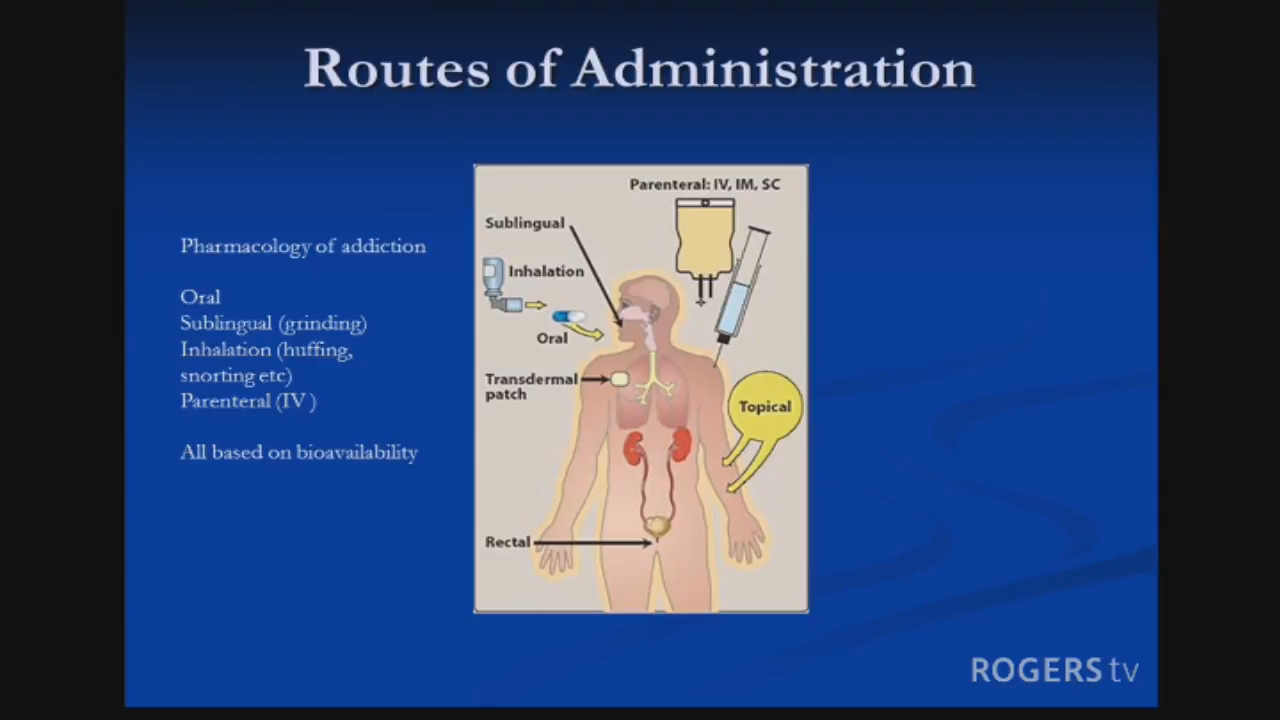 Routes of Administration
Pharmacology of addiction
Oral
Sublingual (grinding)
Inhalation (huffing,
snorting etc)
Parenteral (IV )
All based on bioavailability
Parenteral: IV, IM, SC
Sublingual
Inhalation
Oral
Transdermal
patch
Topical
Rectal
ROGERS tv